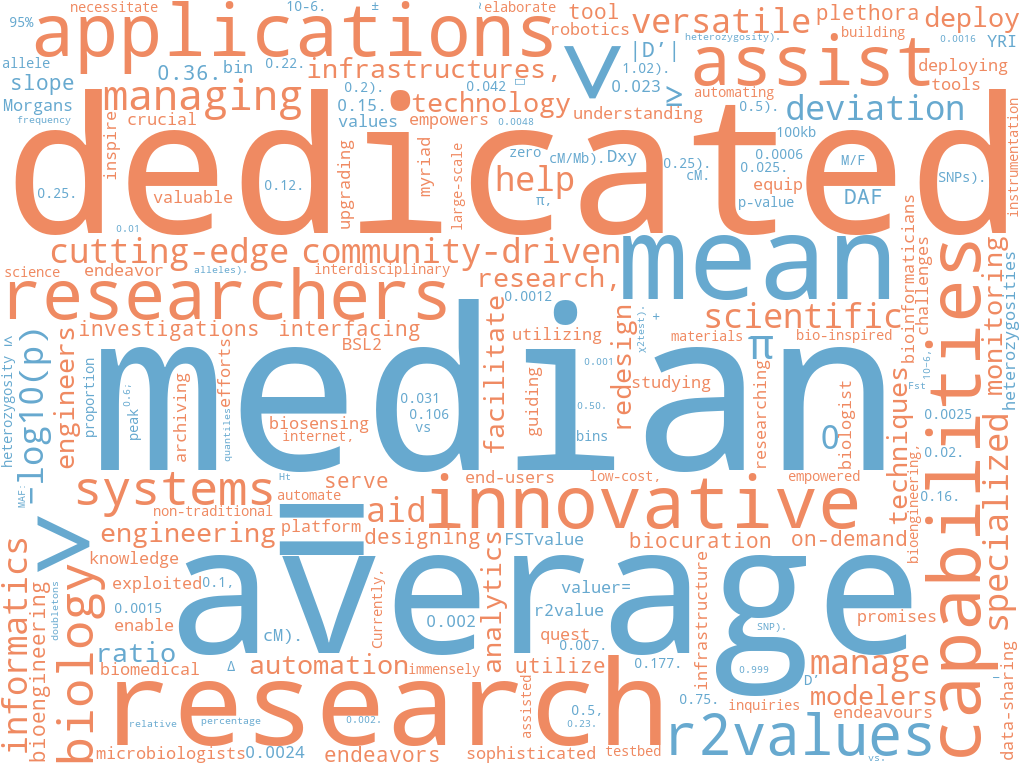 necessitate
10-6.
±
~
elaborate
tool
versatile
plethora
deploy
95%
applications
robotics
heterozygosity).
building
0.0016
YRI
allele
0.36.
bin
0.22.
infrastructures,
>
|D’|
assist
deploying
slope
0.2).
0.042
1.02).
0.023
automating
tools
Morgans
managing
0.15.
technology
≥
0.5).
deviation
frequency
crucial
values
empowers
0.0048
understanding
100kb
dedicated
inspire
upgrading
myriad
large-scale
zero
cM/Mb).
Dxy
0.25).
cM.
0.0006
0.025.
M/F
SNPs).
instrumentation
0.25.
valuable
0.12.
help
π,
equip
p-value
DAF
0.01
cutting-edge
community-driven
mean
science
endeavor
alleles).
interdisciplinary
research,
bioinformaticians
challenges
monitoring
heterozygosities
researchers
0.0012
investigations
interfacing
BSL2
facilitate
utilizing
redesign
χ2test).
+
scientific
materials
π
bio-inspired
heterozygosity
≤
-log10(p)
engineers
proportion
median
0.6;
peak
archiving
efforts
quantiles
biosensing
internet,
0.031
0.106
vs
guiding
0.001
0.50.
bins
studying
researching
0
biologist
techniques
Fst
10-6,
0.0025
0.02.
capabilities
specialized
MAF:
systems
Ht
automate
serve
end-users
low-cost,
empowered
bioengineering,
0.16.
non-traditional
=
platform
aid
innovative
>
engineering
designing
FSTvalue
biocuration
on-demand
informatics
bioengineering
doubletons
biology
knowledge
average
exploited
0.1,
Currently,
analytics
valuer=
infrastructure
0.0015
enable
0.002
r2value
promises
ratio
cM).
quest
0.007.
SNP).
biomedical
Δ
automation
immensely
utilize
0.177.
0.999
D’
manage
–
data-sharing
research
assisted
0.75.
inquiries
modelers
endeavours
relative
percentage
0.002.
0.5,
0.23.
r2values
microbiologists
0.0024
endeavors
sophisticated
testbed
vs.